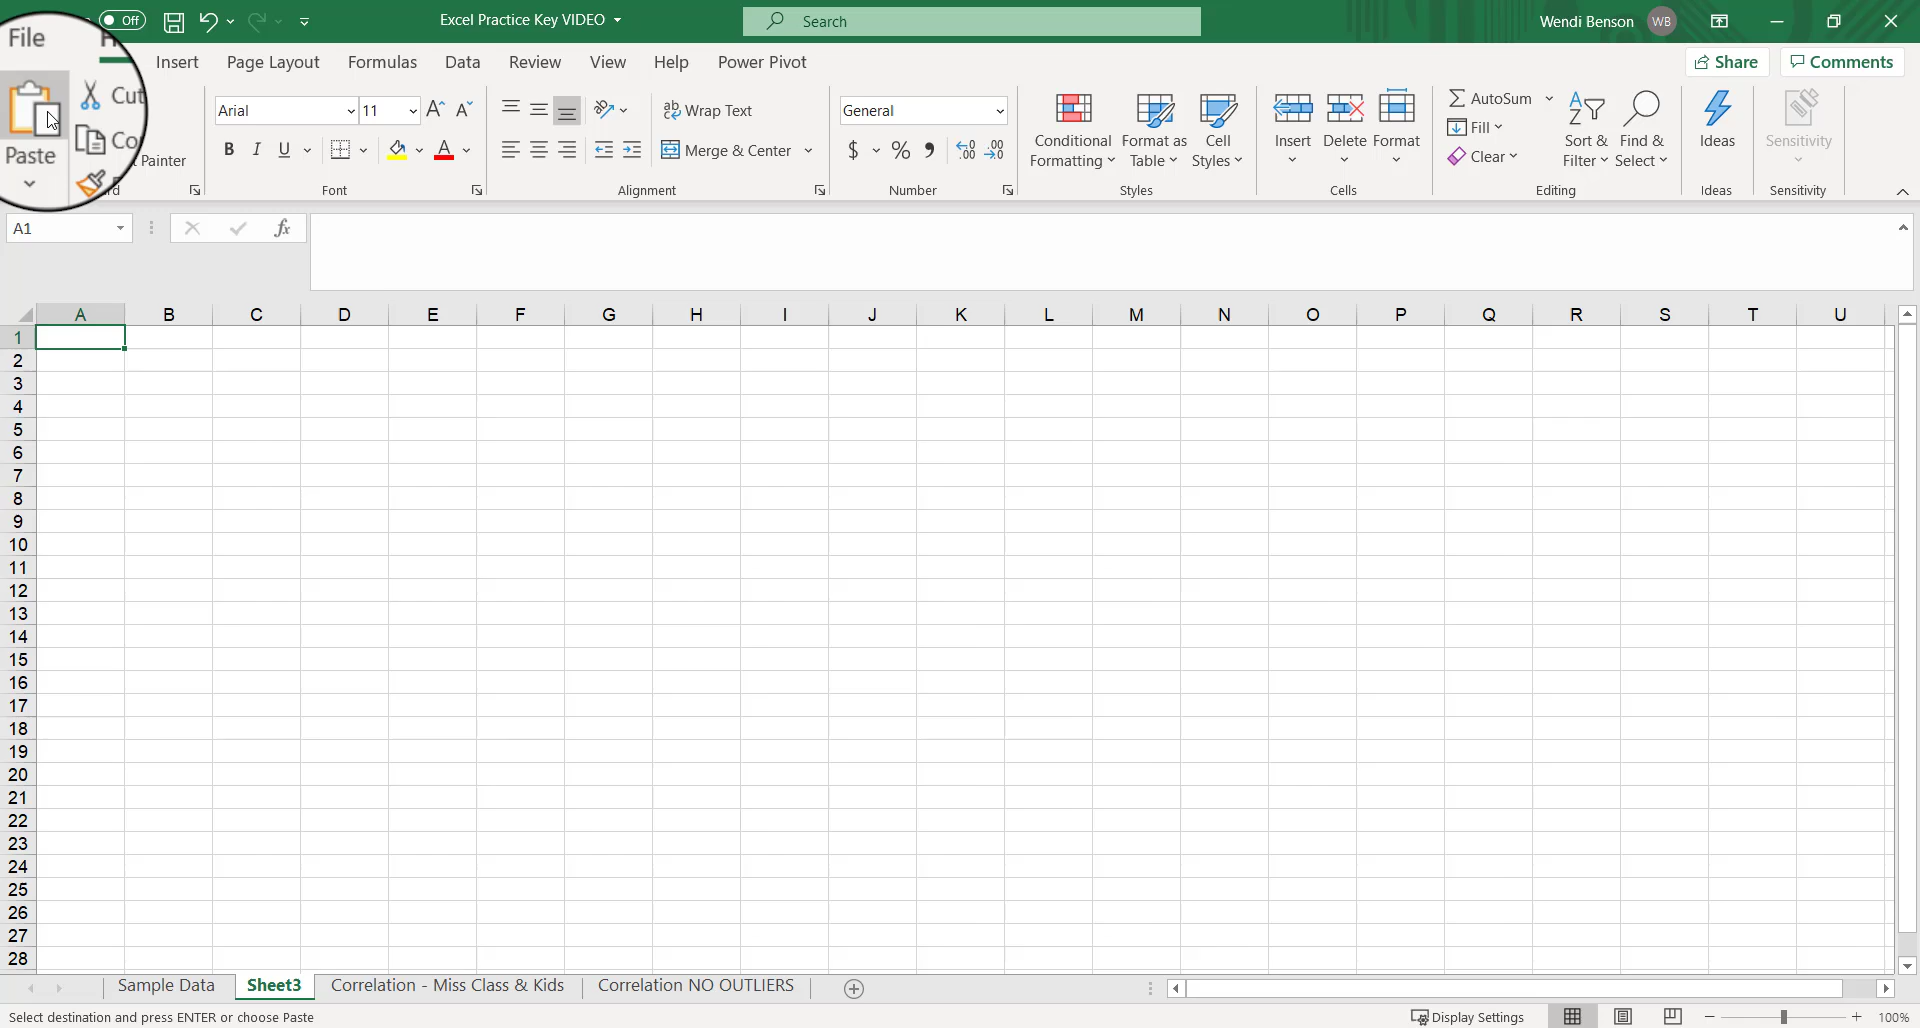 Off
Excel Practice Key VIDEO
Search
Wendi Benson
WB
File
Insert
Page Layout
Formulas
Data
Review
View
Help
Power Pivot
Share
Comments
Paste
Cut
Co
Painter
Arial
11
B I U
Font
Wrap Text
Merge & Center
Alignment
General
$ % 9
Number
Conditional
Formatting
Format as
Table
Cell
Styles
Styles
Insert
Delete
Format
Cells
AutoSum
Fill
Clear
Sort &
Filter
Find &
Select
Editing
Ideas
Ideas
Sensitivity
Sensitivity
A1
fx
A B C D E F G H I J K L M N O P Q R S T U
1
2
3
4
5
6
7
8
9
10
11
12
13
14
15
16
17
18
19
20
21
22
23
24
25
26
27
28
Sample Data
Sheet3
Correlation - Miss Class & Kids
Correlation NO OUTLIERS
Select destination and press ENTER or choose Paste
Display Settings
100%